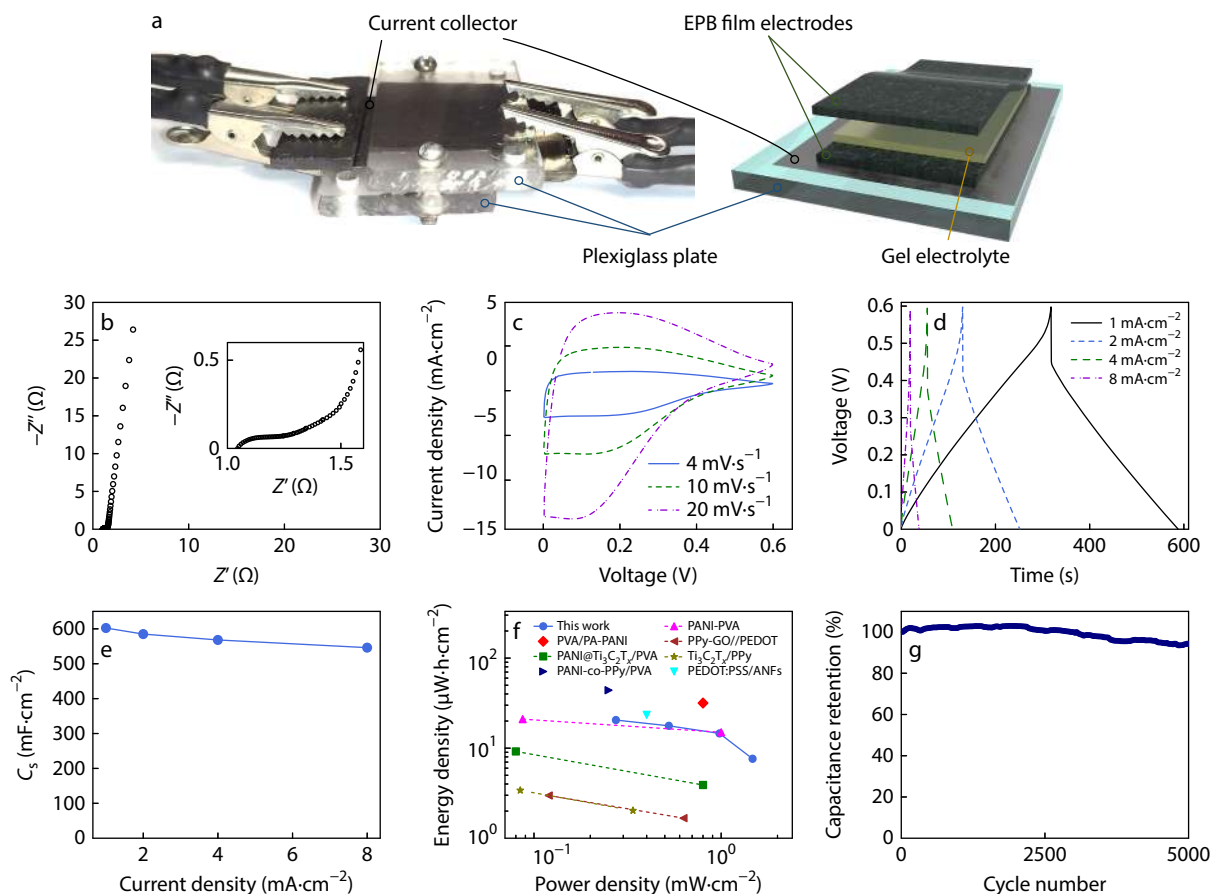 a
Current collector
EPB film electrodes
Plexiglass plate
Gel electrolyte
b
−Z″ (Ω)
30
25
20
15
10
5
0
0
10
20
30
Z′ (Ω)
−Z″ (Ω)
0.5
0
1.0
1.5
Z′ (Ω)
c
Current density (mA·cm−2)
5
0
−5
−10
−15
0
0.2
0.4
0.6
Voltage (V)
4 mV·s−1
10 mV·s−1
20 mV·s−1
d
Voltage (V)
0.6
0.5
0.4
0.3
0.2
0.1
0
0
200
400
600
Time (s)
1 mA·cm−2
2 mA·cm−2
4 mA·cm−2
8 mA·cm−2
e
Cs (mF·cm−2)
600
500
400
300
200
100
0
2
4
6
8
Current density (mA·cm−2)
f
Energy density (μW·h·cm−2)
10²
10¹
10⁰
10−1
10⁰
Power density (mW·cm−2)
This work
PVA/PA-PANI
PANI@Ti3C2Tx/PVA
PANI-co-PPy/PVA
PANI-PVA
PPy-GO//PEDOT
Ti3C2Tx/PPy
PEDOT:PSS/ANFs
g
Capacitance retention (%)
100
80
60
40
20
0
0
2500
5000
Cycle number